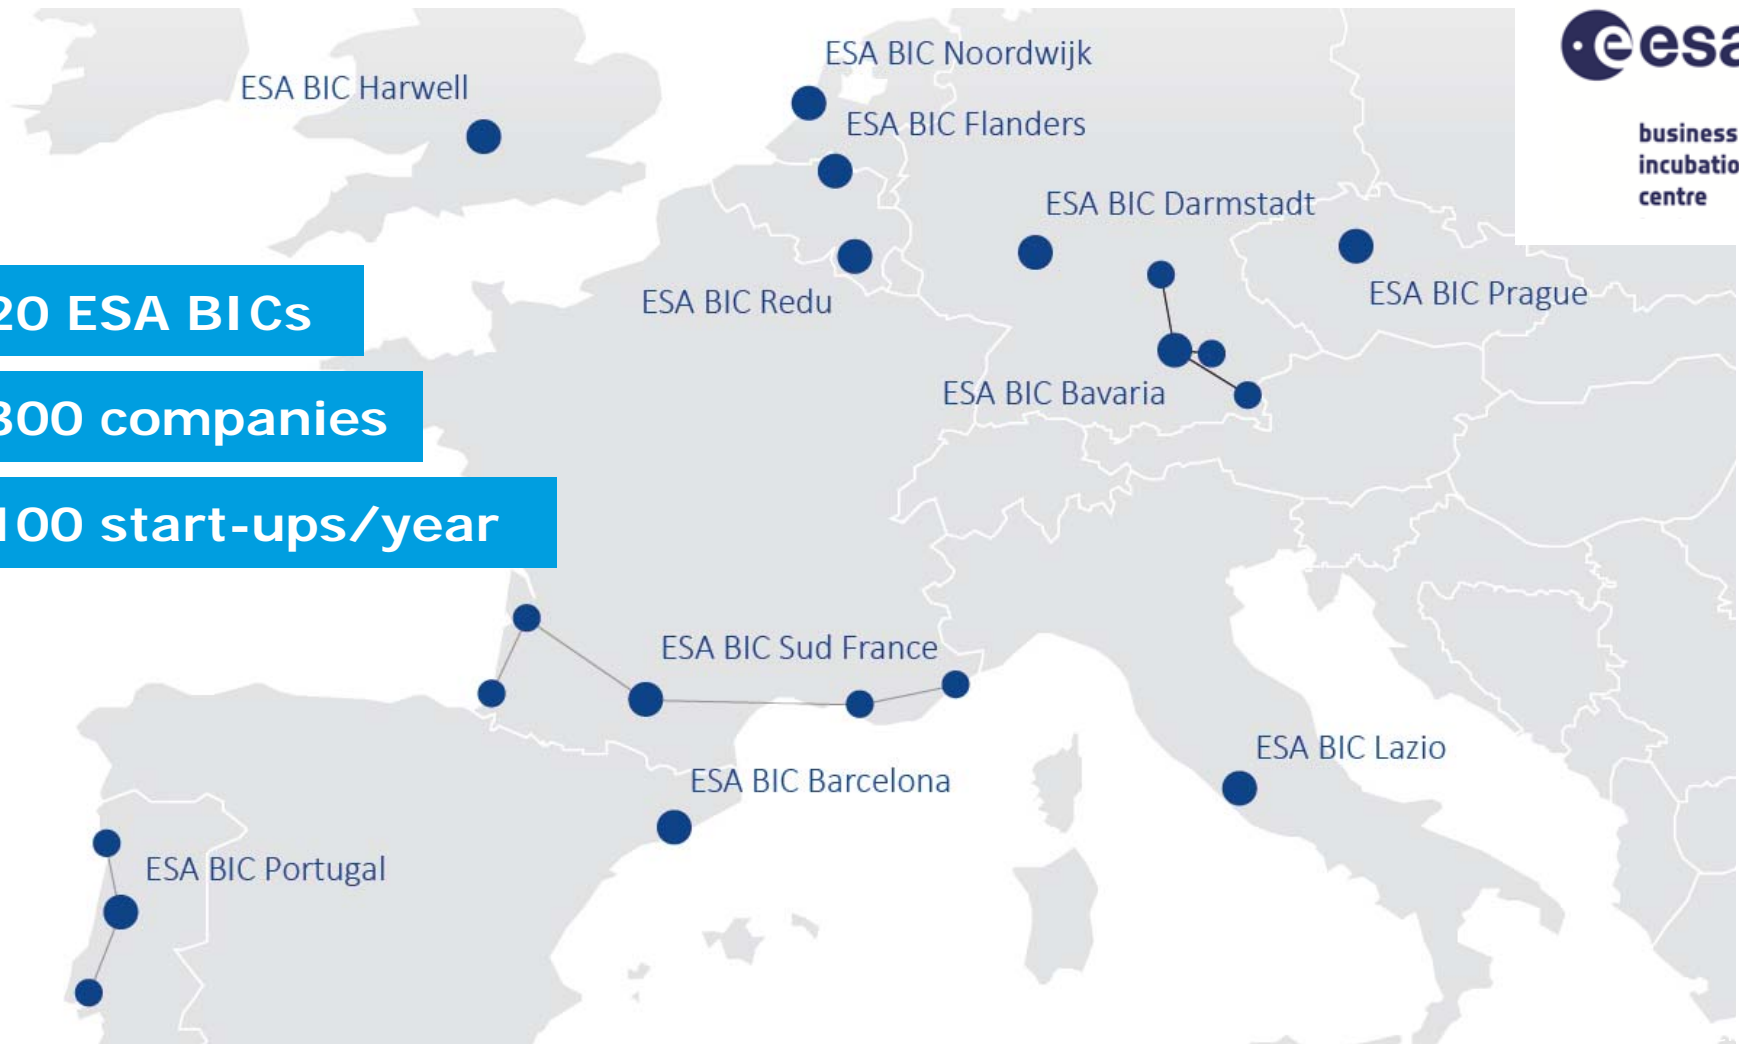 esa
business
incubatio
centre
ESA BIC Noordwijk
ESA BIC Harwell
ESA BIC Flanders
ESA BIC Darmstadt
ESA BIC Redu
ESA BIC Prague
20 ESA BICs
ESA BIC Bavaria
300 companies
100 start-ups/year
ESA BIC Sud France
ESA BIC Lazio
ESA BIC Barcelona
ESA BIC Portugal